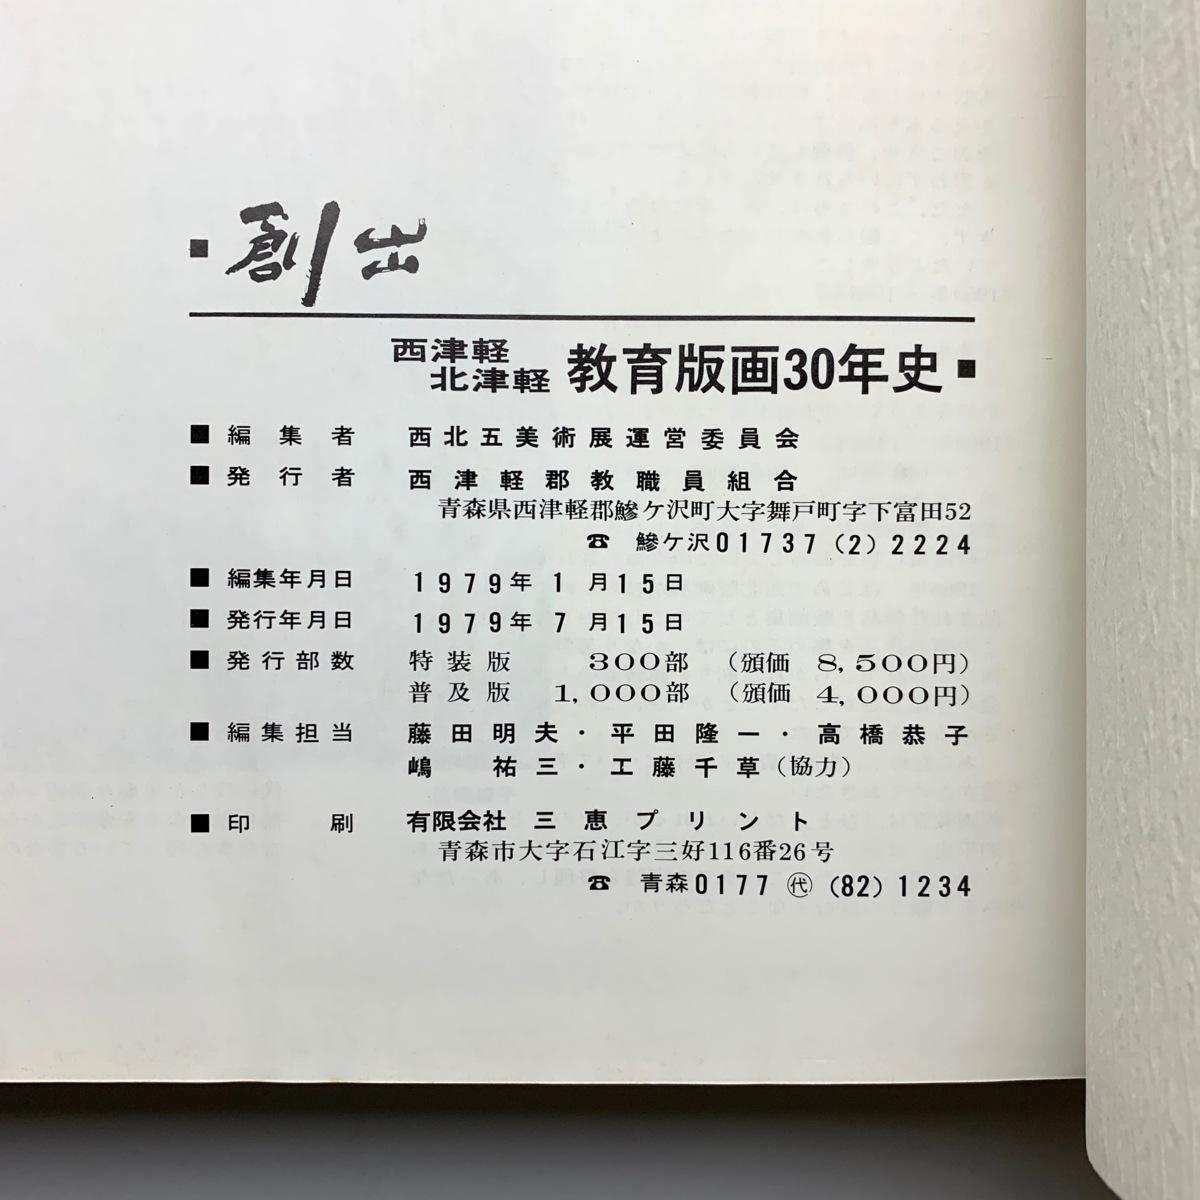 ■ 創出
西津軽
北津軽 教育版画30年史■
■ 編集者 西北五美術展運営委員会
■ 発行者 西津軽郡教職員組合
青森県西津軽郡鰺ケ沢町大字舞戸町字下富田52
☎ 鰺ケ沢01737(2)2224
■ 編集年月日 1979年1月15日
■ 発行年月日 1979年7月15日
■ 発行部数 特装版 300部 (頒価 8,500円)
普及版 1,000部 (頒価 4,000円)
■ 編集担当 藤田明夫・平田隆一・高橋恭子
嶋 祐三・工藤千草(協力)
■ 印刷 有限会社 三恵プリント
青森市大字石江字三好116番26号
☎ 青森0177 ㈹ (82)1234